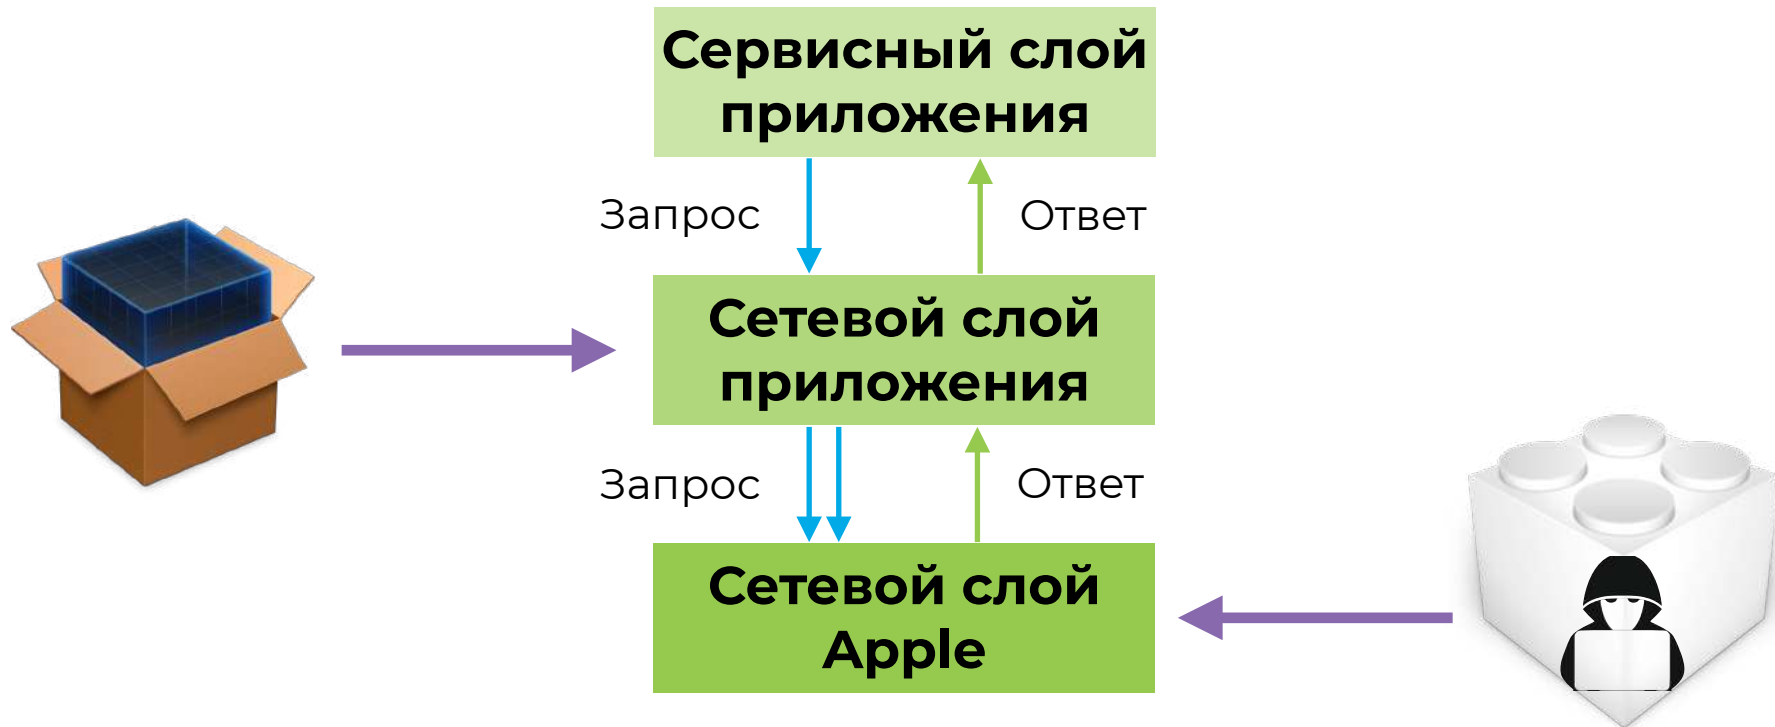 Сервисный слой
приложения
Запрос
Ответ
Сетевой слой
приложения
Запрос
Ответ
Сетевой слой
Apple